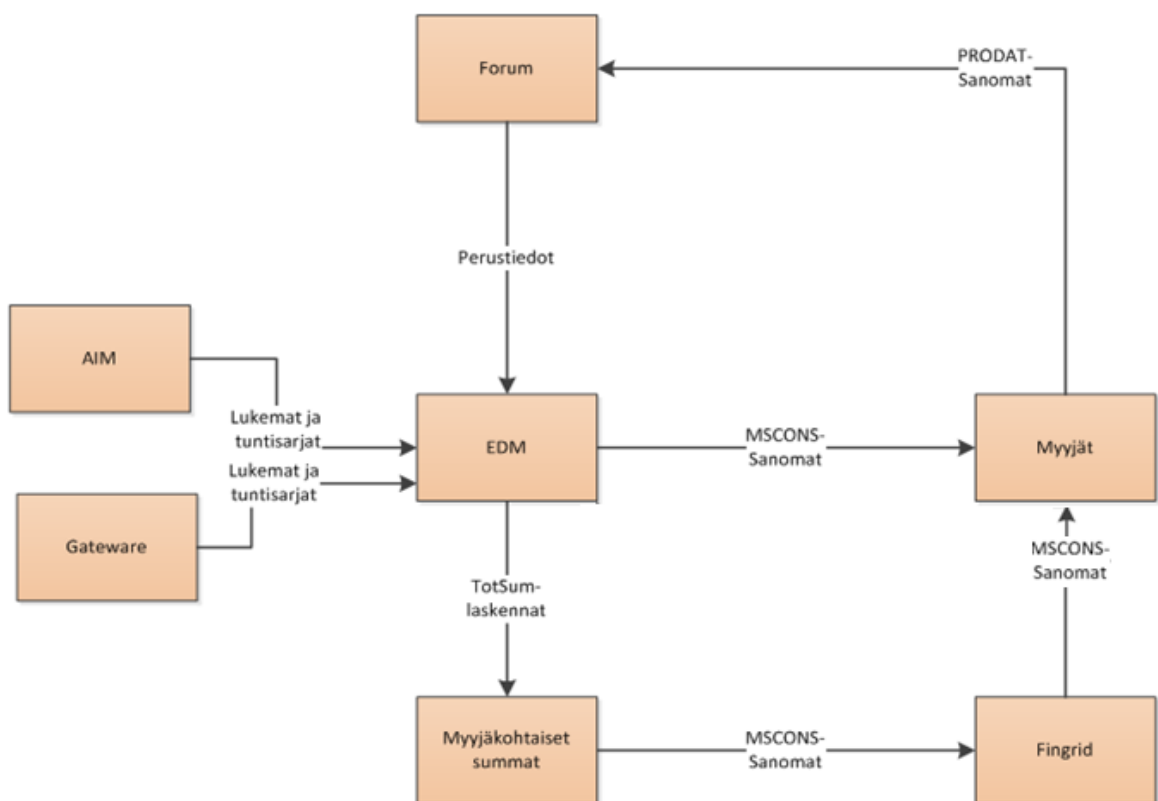 Forum
PRODAT-
Sanomat
Perustiedot
AIM
Lukemat ja
tuntisarjat
EDM
MSCONS-
Sanomat
Myyjät
Lukemat ja
tuntisarjat
Gateware
MSCONS-
Sanomat
TotSum-
laskennat
Myyjäkohtaiset
summat
MSCONS-
Sanomat
Fingrid